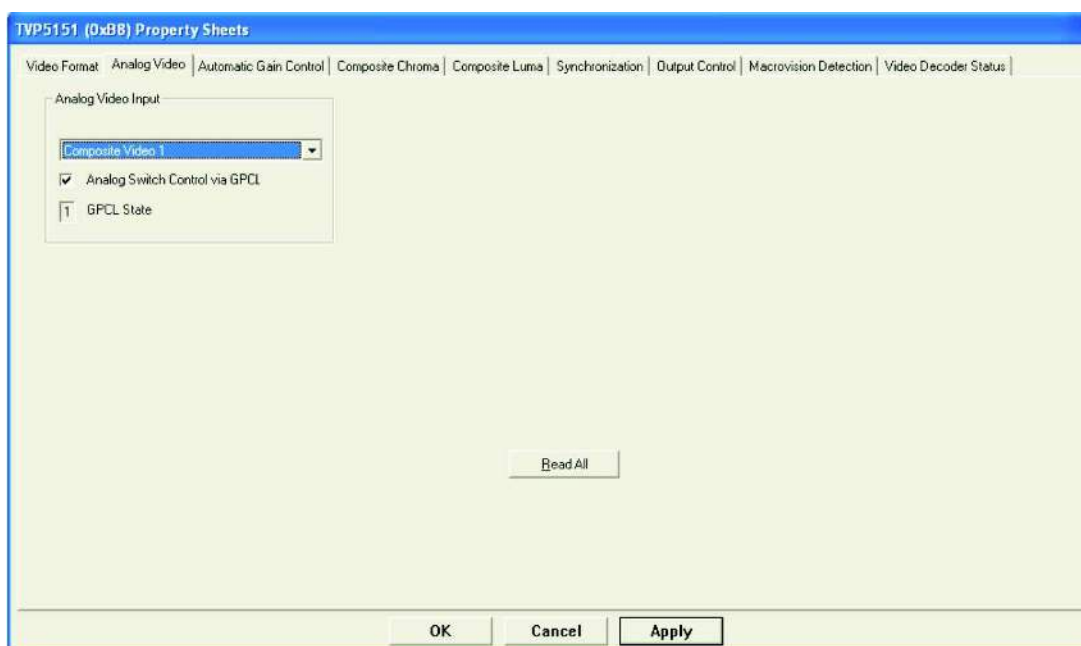 TVP5151 (0xB8) Property Sheets
Video Format Analog Video Automatic Gain Control Composite Chroma Composite Luma Synchronization Output Control Macrovision Detection Video Decoder Status
Analog Video Input
Composite Video 1
Analog Switch Control via GPCL
1 GPCL State
Read All
OK Cancel Apply